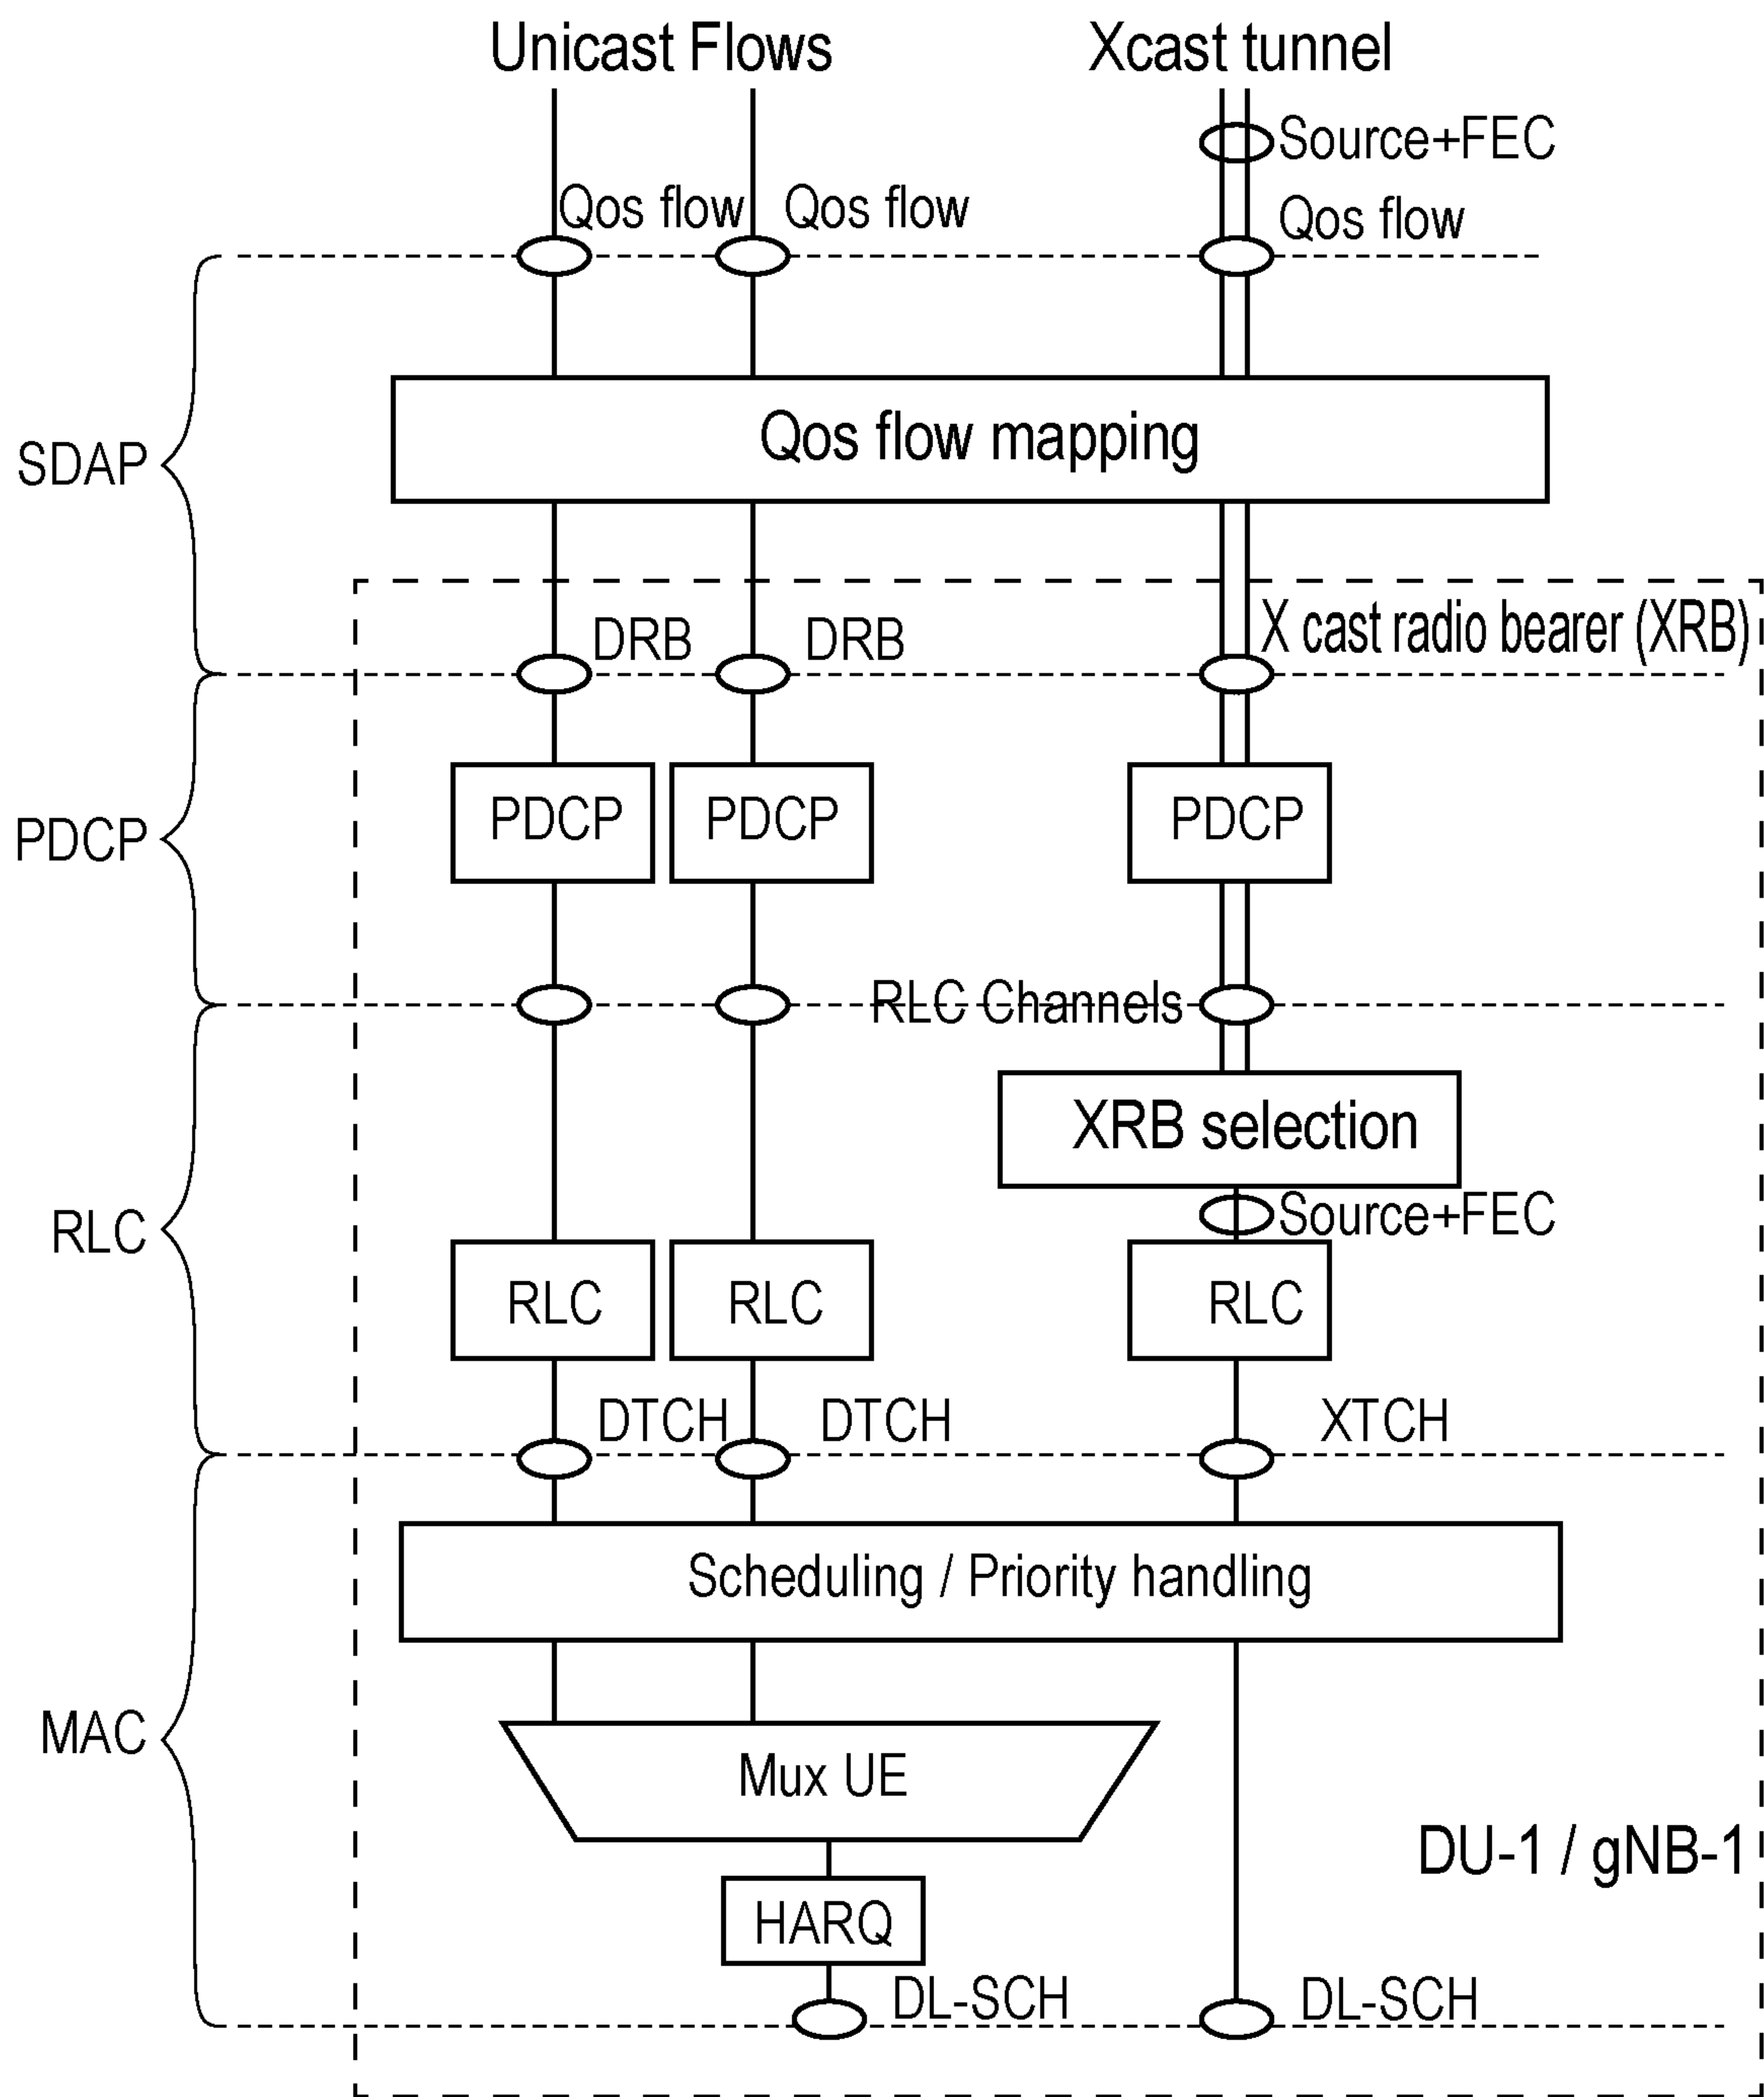 Unicast Flows
Xcast tunnel
Source+FEC
Qos flow
Qos flow
Qos flow
SDAP
Qos flow mapping
DRB
DRB
X cast radio bearer (XRB)
PDCP
PDCP
PDCP
PDCP
RLC Channels
XRB selection
Source+FEC
RLC
RLC
RLC
RLC
DTCH
DTCH
XTCH
Scheduling / Priority handling
MAC
Mux UE
DU-1 / gNB-1
HARQ
DL-SCH
DL-SCH